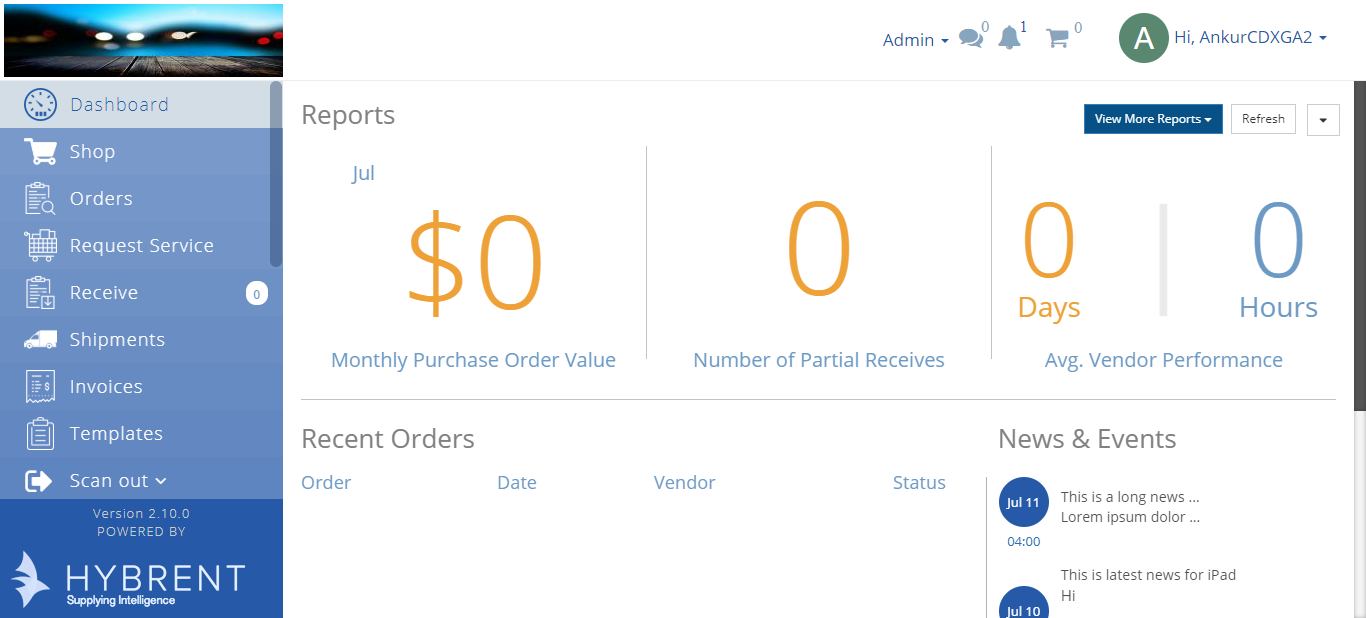 Admin
0
1
0
A
Hi, AnkurCDXGA2
Dashboard
Shop
Orders
Request Service
Receive
0
Shipments
Invoices
Templates
Scan out
Version 2.10.0
POWERED BY
HYBRENT
Supplying Intelligence
Reports
View More Reports
Refresh
Jul
$0
Monthly Purchase Order Value
0
Number of Partial Receives
0
Days
0
Hours
Avg. Vendor Performance
Recent Orders
Order Date Vendor Status
News & Events
Jul 11
04:00
This is a long news ...
Lorem ipsum dolor ...
Jul 10
This is latest news for iPad
Hi